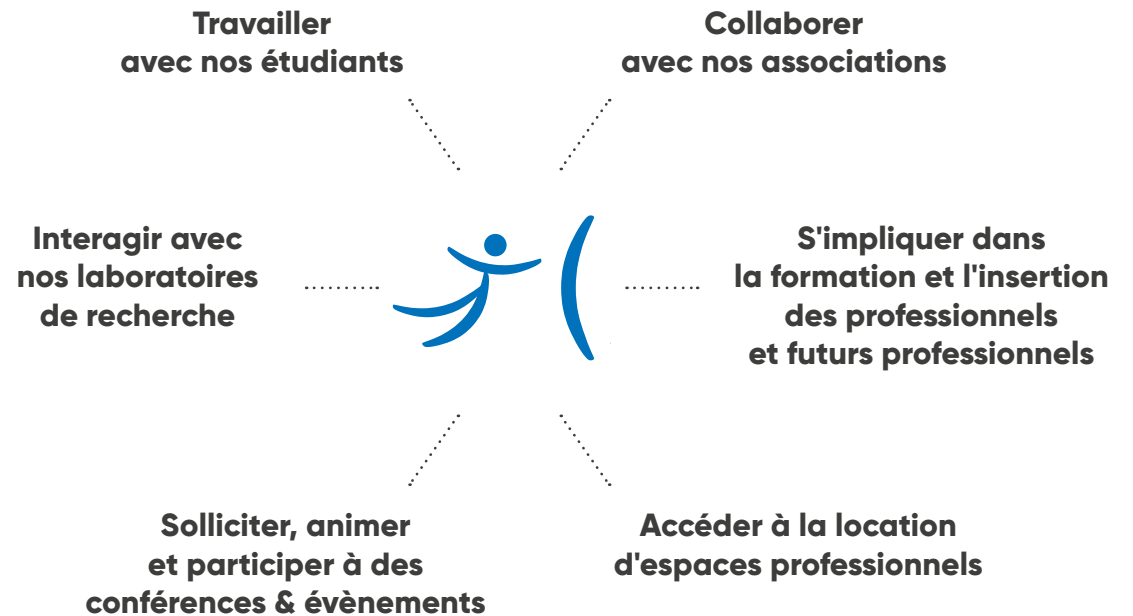 Travailler
avec nos étudiants
Collaborer
avec nos associations
Interagir avec
nos laboratoires
de recherche
S'impliquer dans
la formation et l'insertion
des professionnels
et futurs professionnels
Solliciter, animer
et participer à des
conférences & évènements
Accéder à la location
d'espaces professionnels